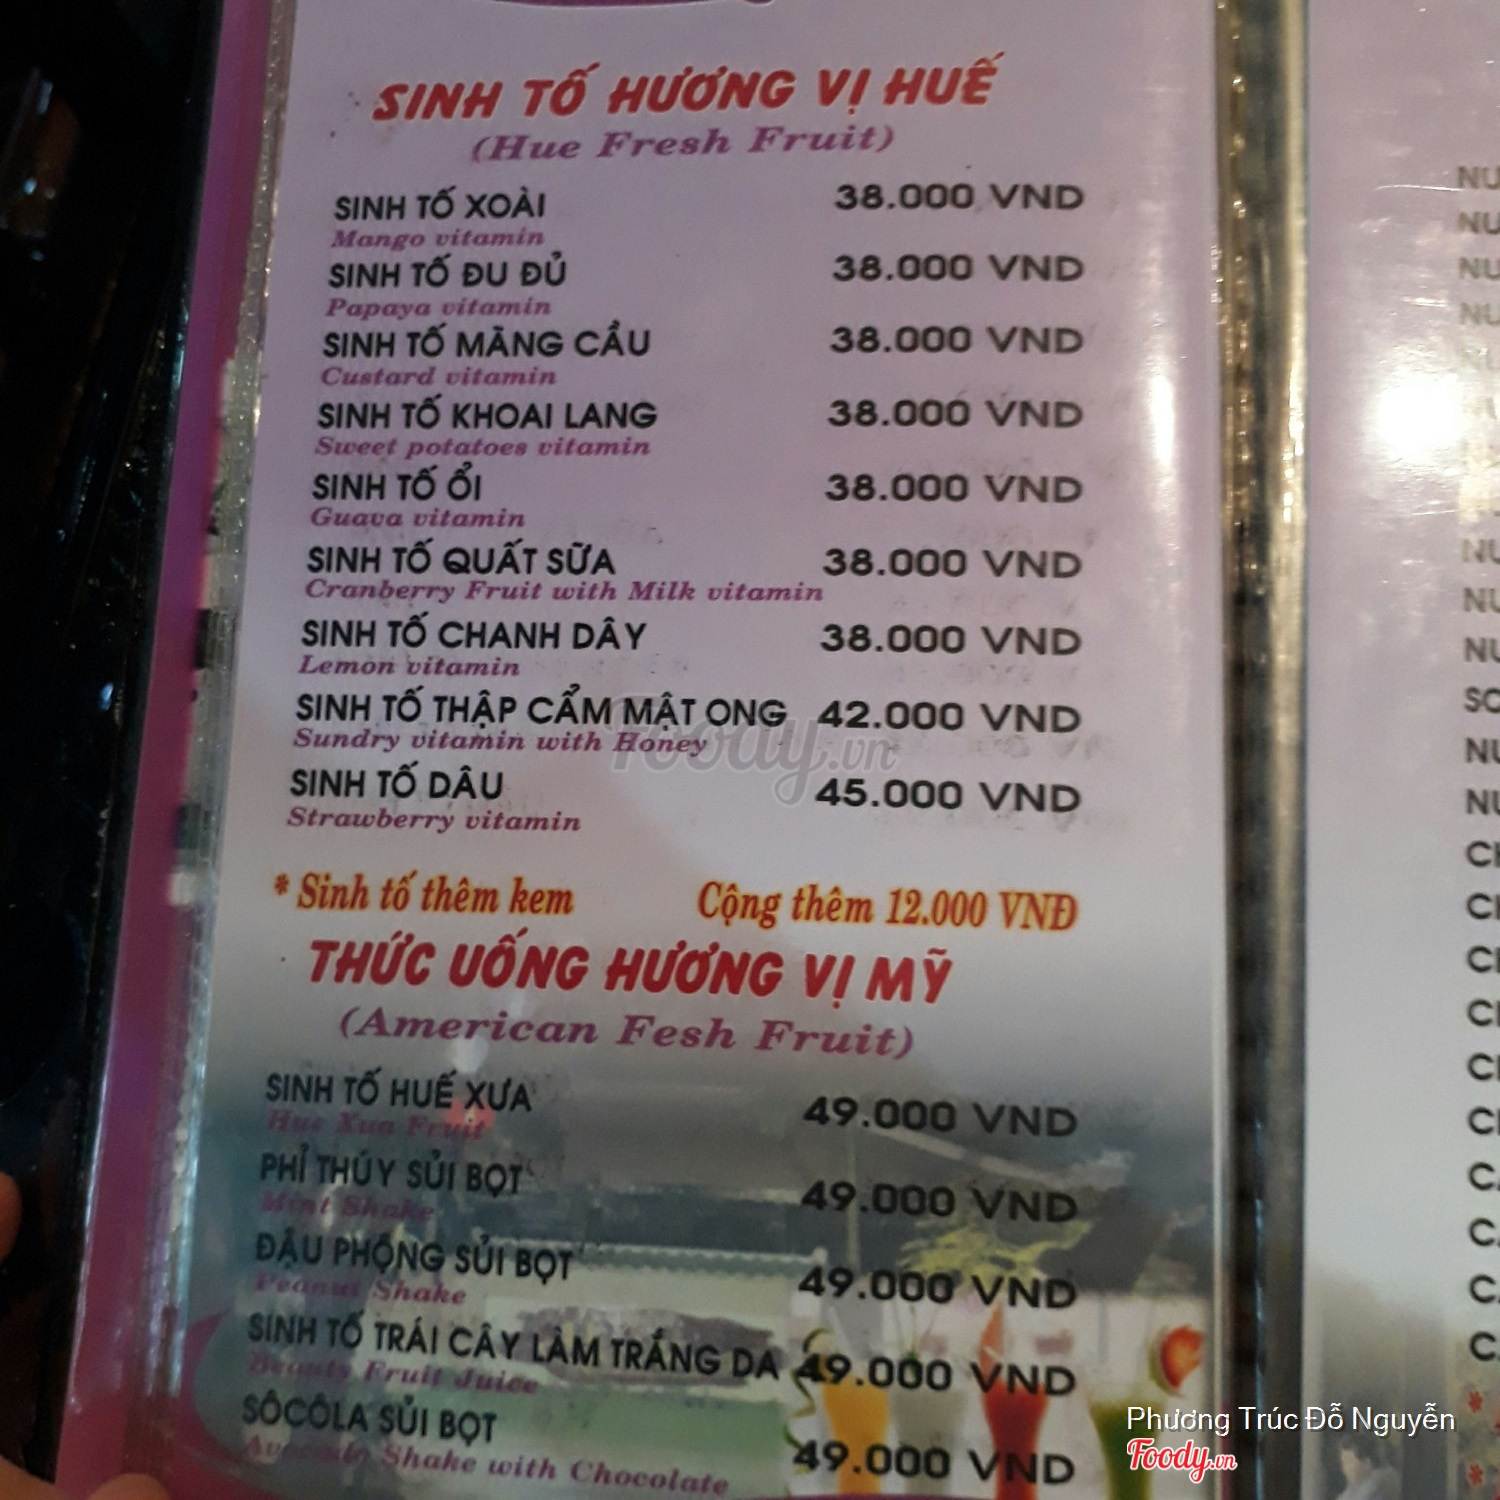 SINH TỐ HƯƠNG VỊ HUẾ
(Hue Fresh Fruit)
SINH TỐ XOÀI 38.000 VND
Mango vitamin
SINH TỐ ĐU ĐỦ 38.000 VND
Papaya vitamin
SINH TỐ MÃNG CẦU 38.000 VND
Custard vitamin
SINH TỐ KHOAI LANG 38.000 VND
Sweet potatoes vitamin
SINH TỐ ỔI 38.000 VND
Guava vitamin
SINH TỐ QUẤT SỮA 38.000 VND
Cranberry Fruit with Milk vitamin
SINH TỐ CHANH DÂY 38.000 VND
Lemon vitamin
SINH TỐ THẬP CẨM MẬT ONG 42.000 VND
Sundry vitamin with Honey
SINH TỐ DÂU 45.000 VND
Strawberry vitamin
* Sinh tố thêm kem Cộng thêm 12.000 VNĐ
THỨC UỐNG HƯƠNG VỊ MỸ
(American Fesh Fruit)
SINH TỐ HUẾ XƯA 49.000 VND
Hue Xua Fruit
PHỈ THÚY SỦI BỌT 49.000 VND
Mint Shake
ĐẬU PHỘNG SỦI BỌT 49.000 VND
Peanut Shake
SINH TỐ TRÁI CÂY LÀM TRẮNG DA 49.000 VND
Beauty Fruit Juice
SÔCÔLA SỦI BỌT 49.000 VND
Avocado Shake with Chocolate
Foody.vn
Phương Trúc Đỗ Nguyễn
Foody.vn